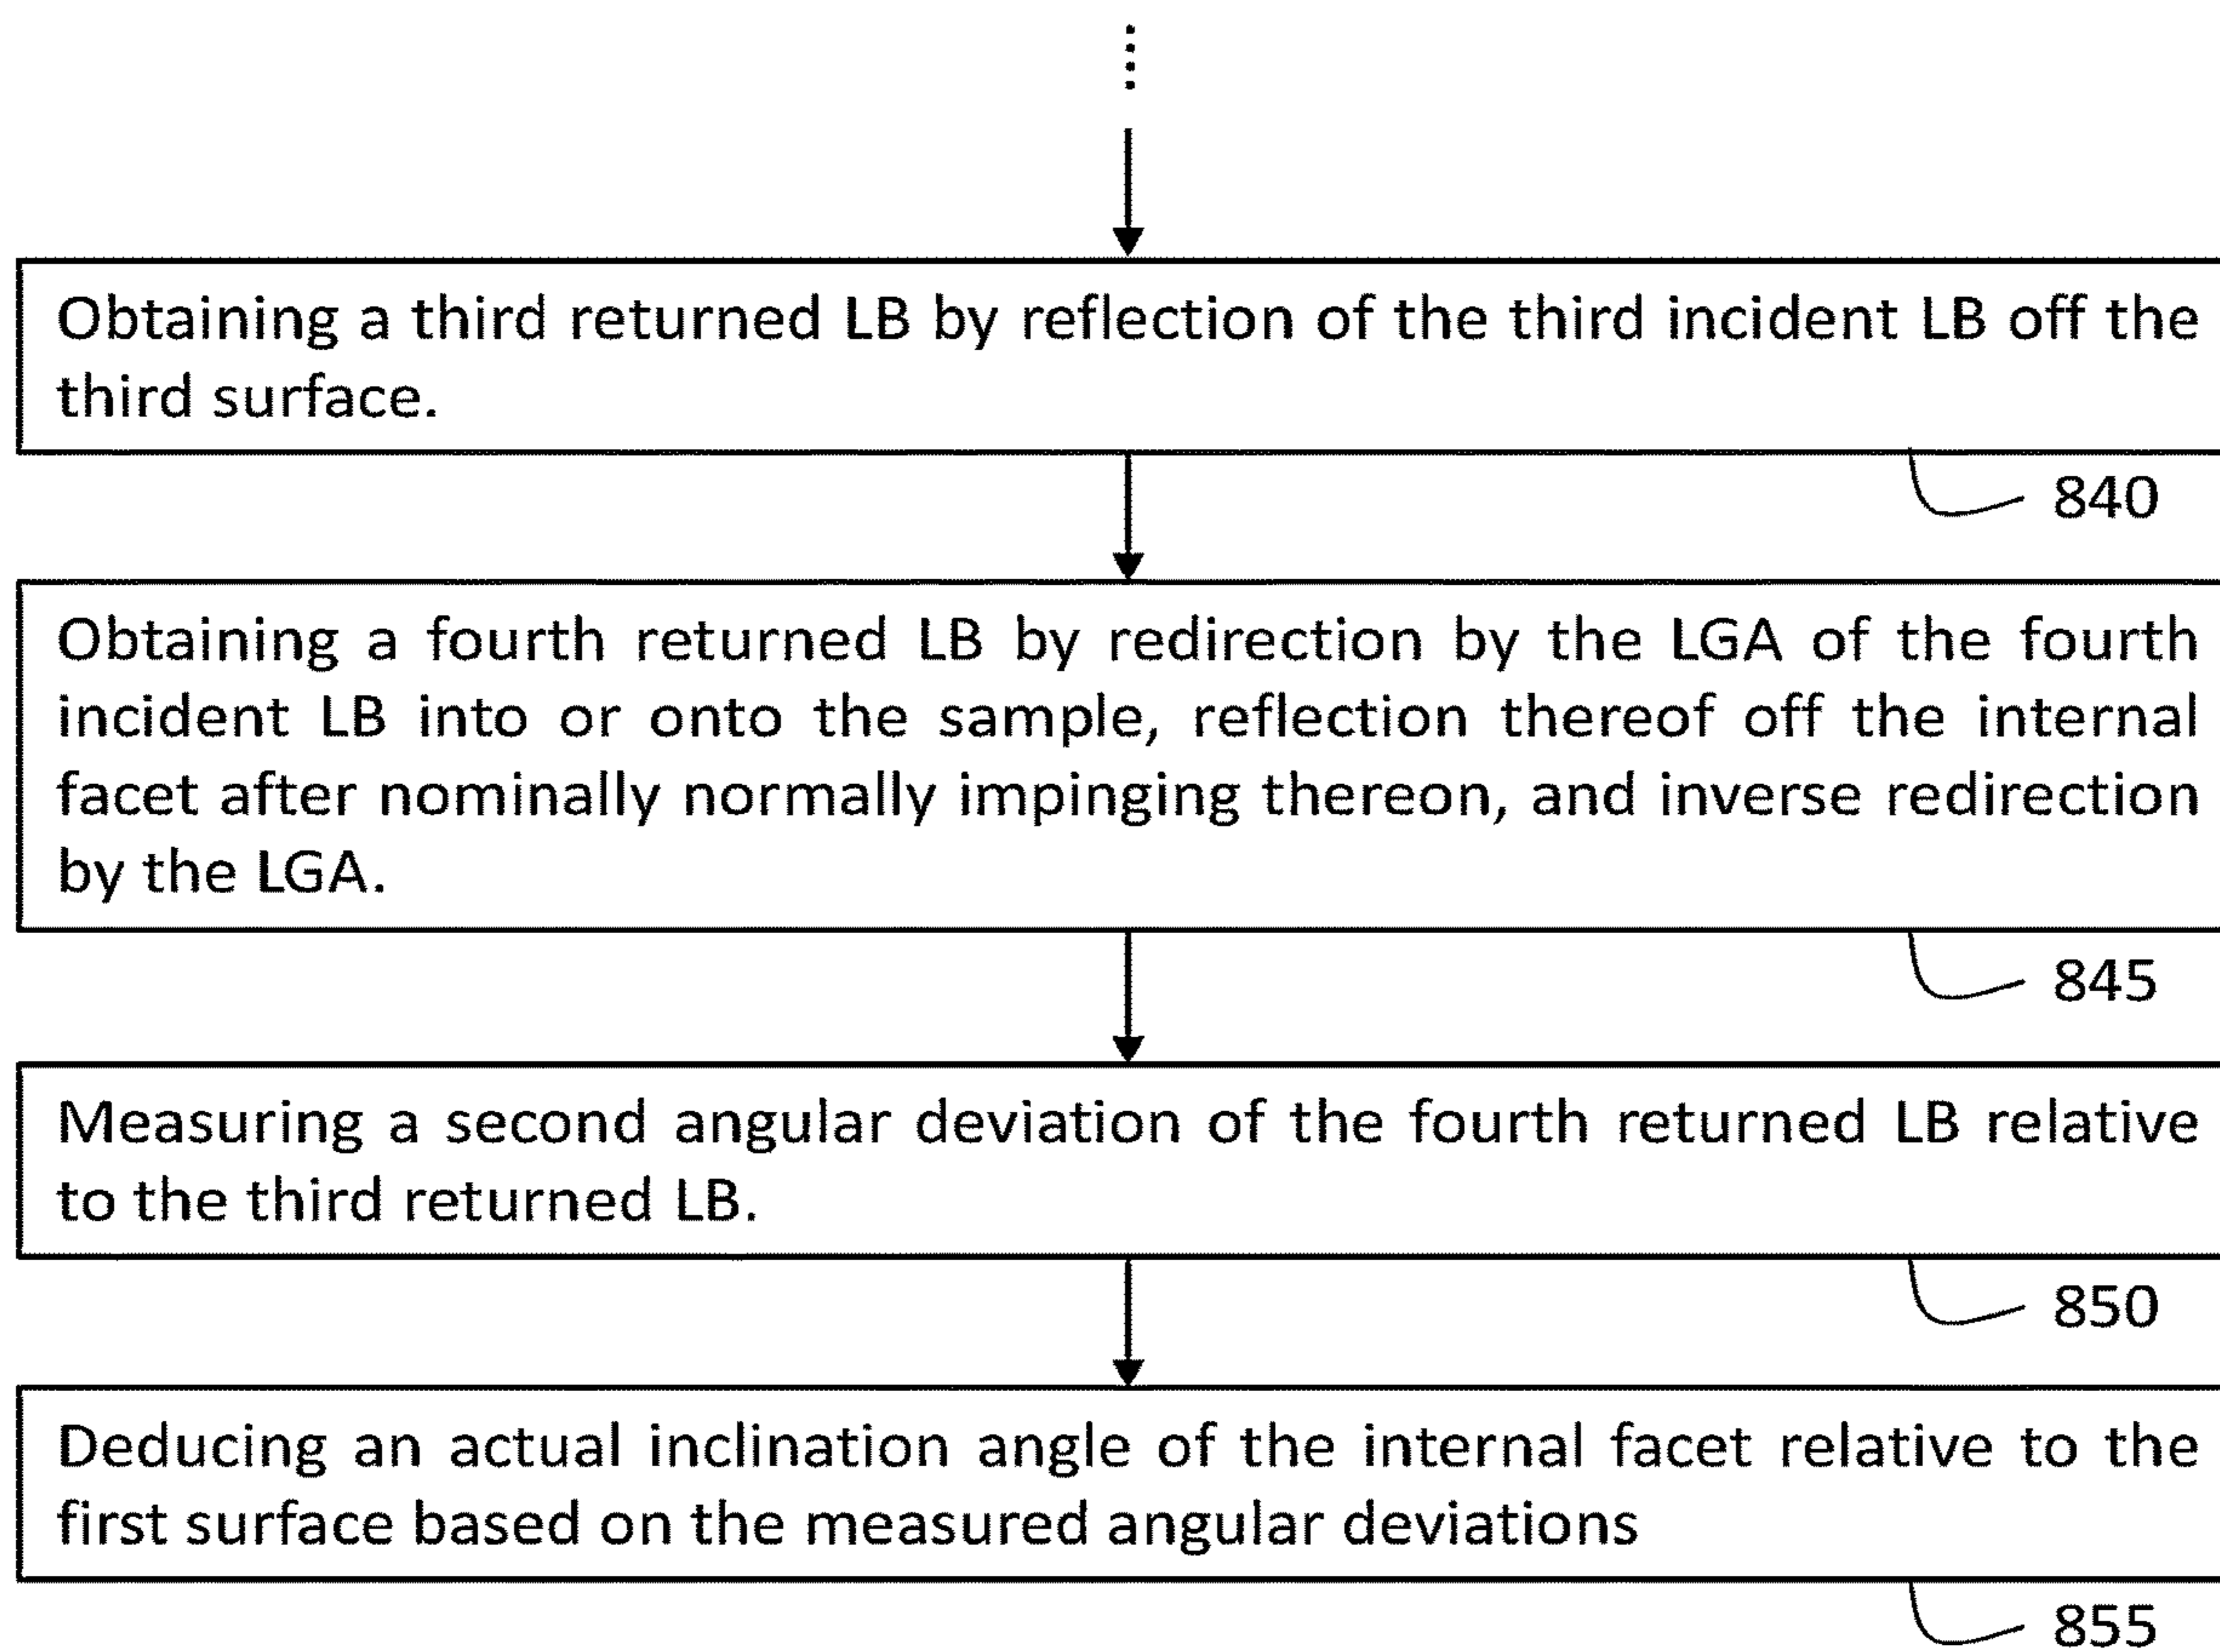 Obtaining a third returned LB by reflection of the third incident LB off the
third surface.
840
Obtaining a fourth returned LB by redirection by the LGA of the fourth
incident LB into or onto the sample, reflection thereof off the internal
facet after nominally normally impinging thereon, and inverse redirection
by the LGA.
845
Measuring a second angular deviation of the fourth returned LB relative
to the third returned LB.
850
Deducing an actual inclination angle of the internal facet relative to the
first surface based on the measured angular deviations
855